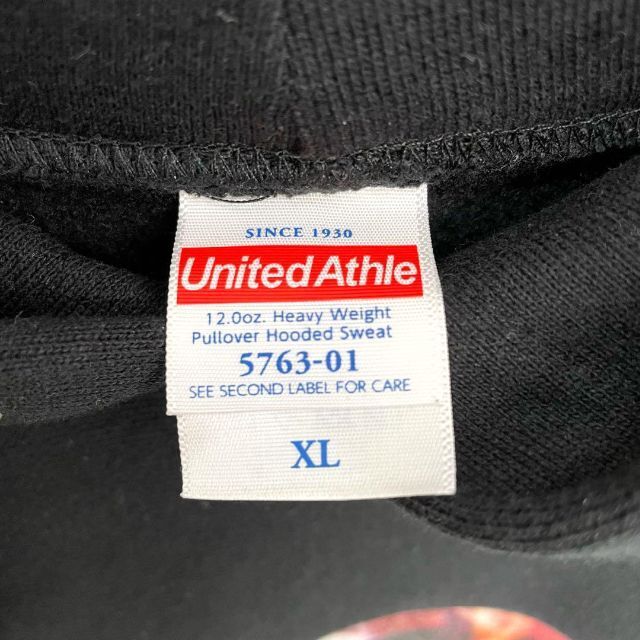 SINCE 1930
United Athle
12.0oz. Heavy Weight
Pullover Hooded Sweat
5763-01
SEE SECOND LABEL FOR CARE
XL